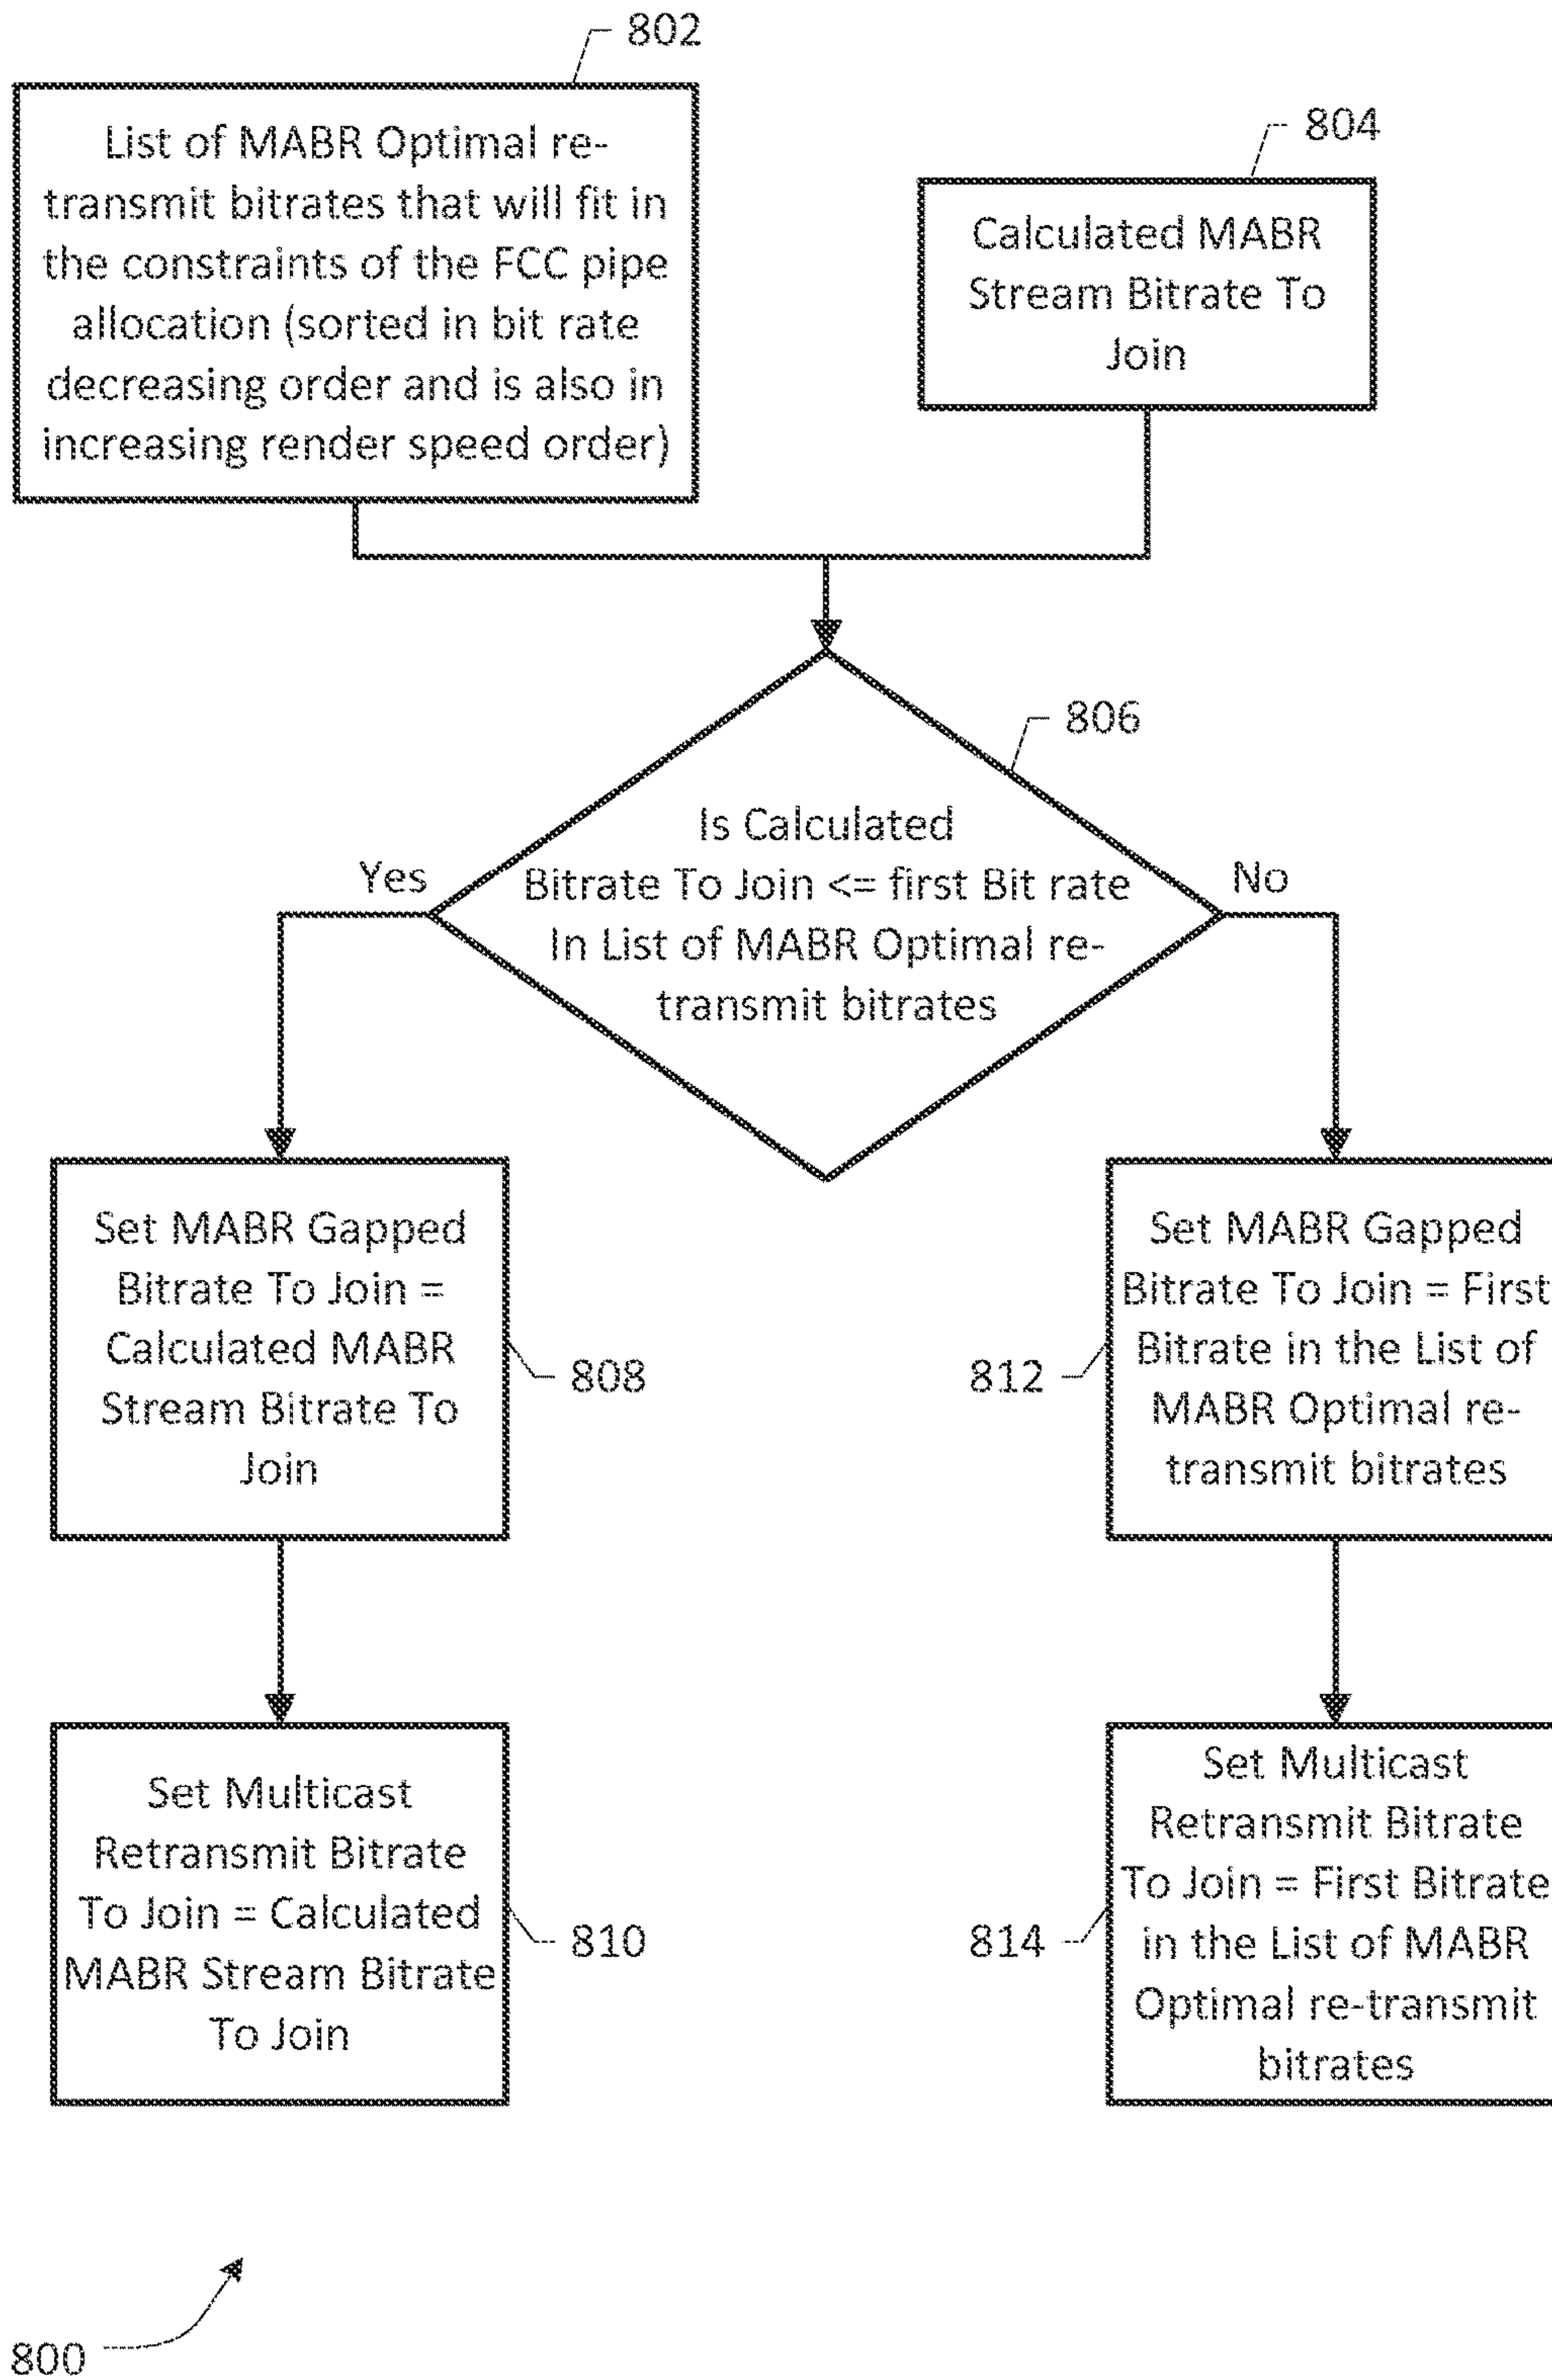 802
List of MABR Optimal re-
transmit bitrates that will fit in
the constraints of the FCC pipe
allocation (sorted in bit rate
decreasing order and is also in
increasing render speed order)
804
Calculated MABR
Stream Bitrate To
Join
806
Is Calculated
Bitrate To Join <= first Bit rate
In List of MABR Optimal re-
transmit bitrates
Yes
No
Set MABR Gapped
Bitrate To Join =
Calculated MABR
Stream Bitrate To
Join
808
Set MABR Gapped
Bitrate To Join = First
Bitrate in the List of
MABR Optimal re-
transmit bitrates
812
Set Multicast
Retransmit Bitrate
To Join = Calculated
MABR Stream Bitrate
To Join
810
Set Multicast
Retransmit Bitrate
To Join = First Bitrate
in the List of MABR
Optimal re-transmit
bitrates
814
800